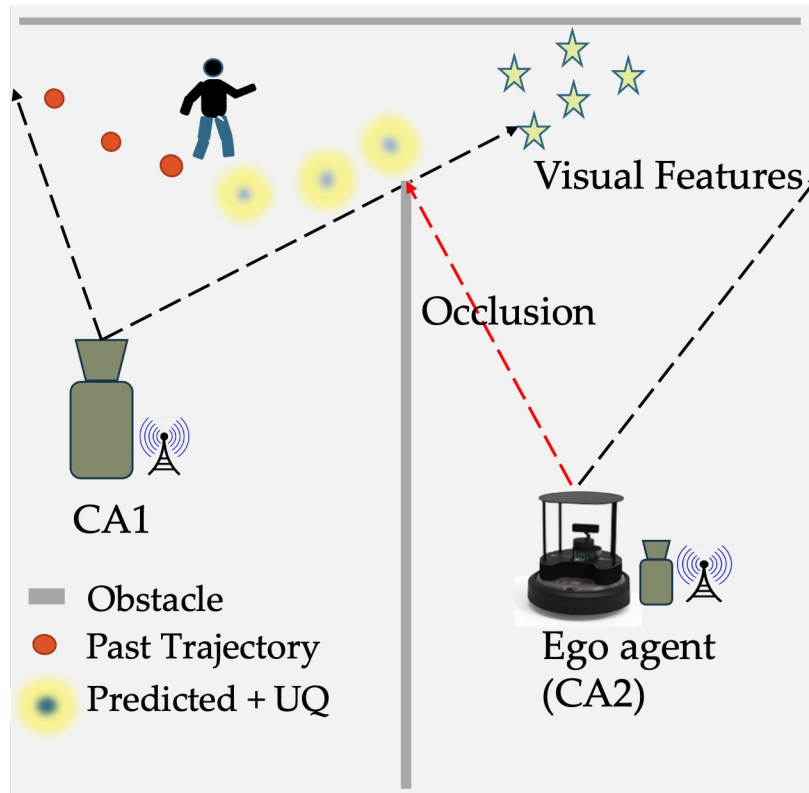 Visual Features
Occlusion
CA1
Obstacle
Past Trajectory
Predicted + UQ
Ego agent
(CA2)